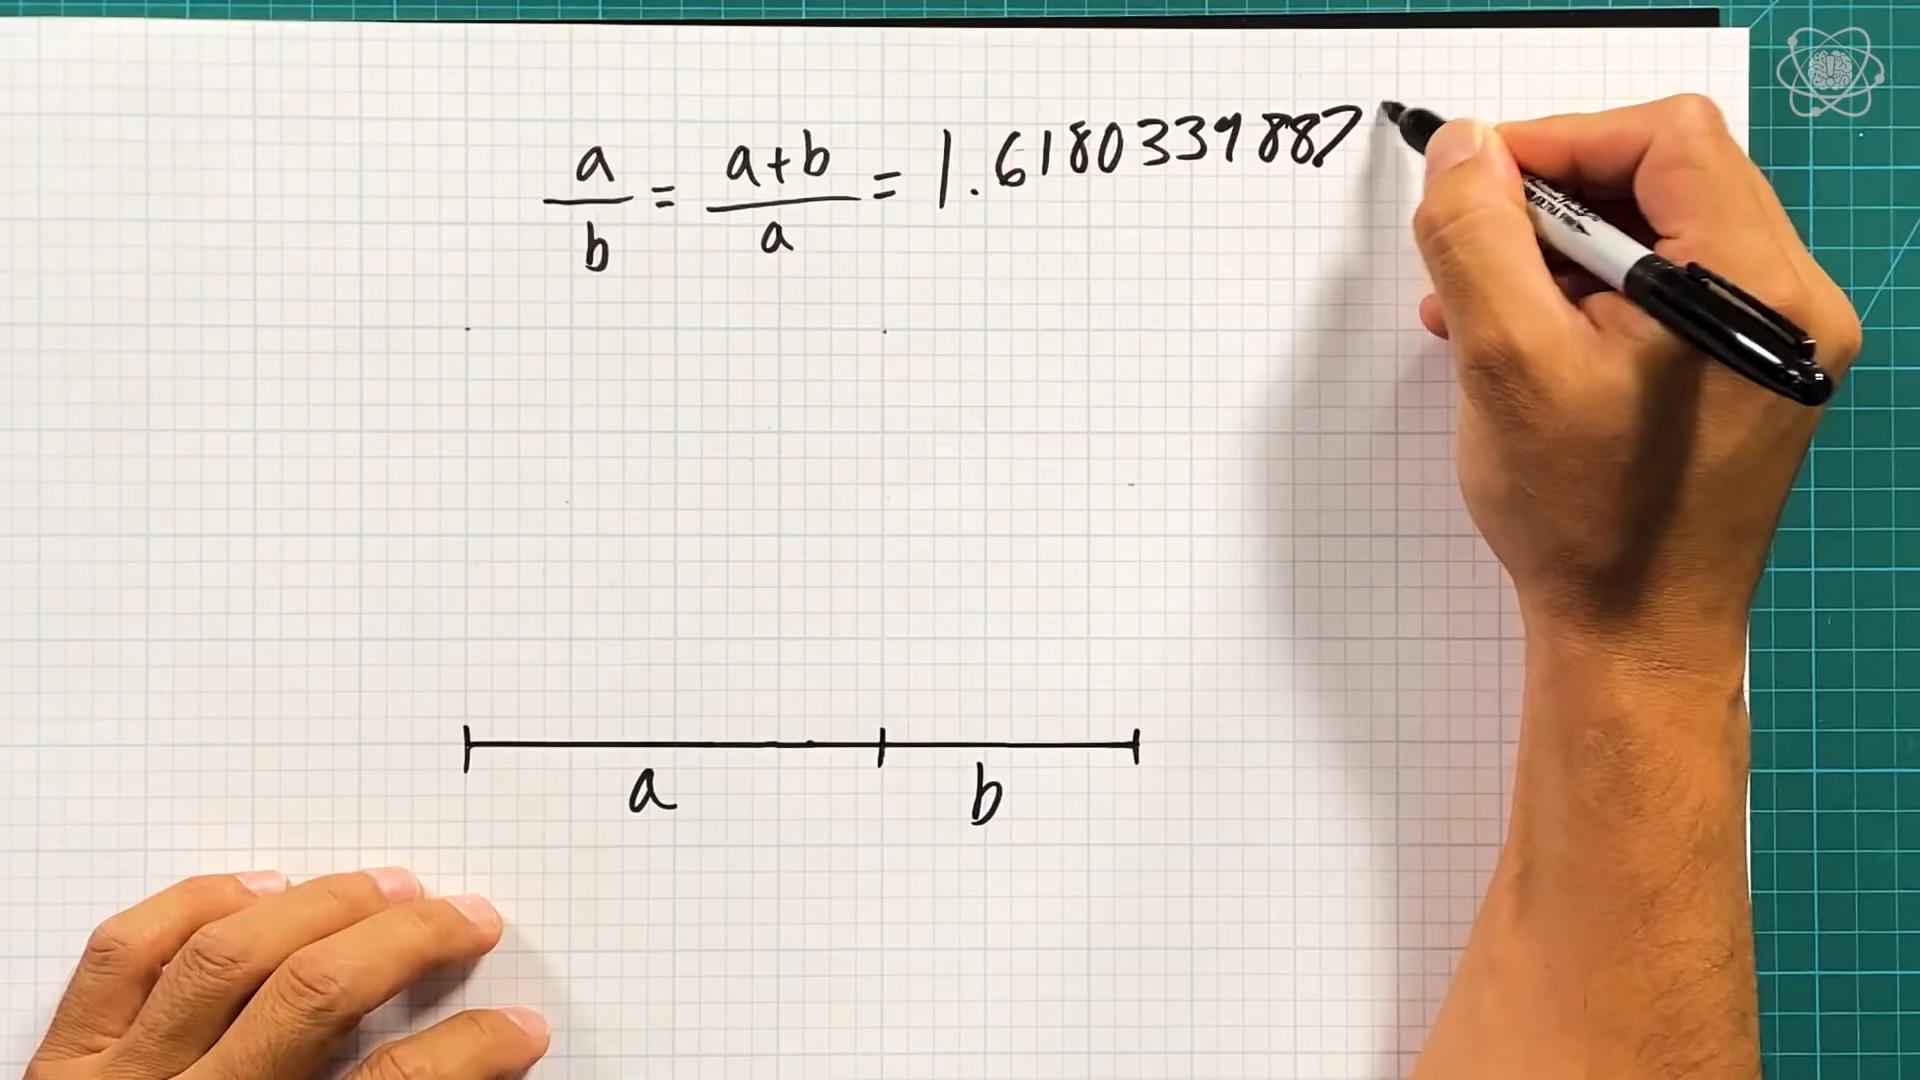 a/b = a+b/a = 1.6180339887
a b